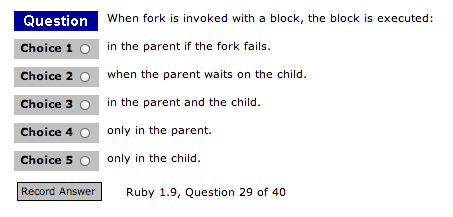 Question When fork is invoked with a block, the block is executed:
Choice 1 in the parent if the fork fails.
Choice 2 when the parent waits on the child.
Choice 3 in the parent and the child.
Choice 4 only in the parent.
Choice 5 only in the child.
Record Answer Ruby 1.9, Question 29 of 40